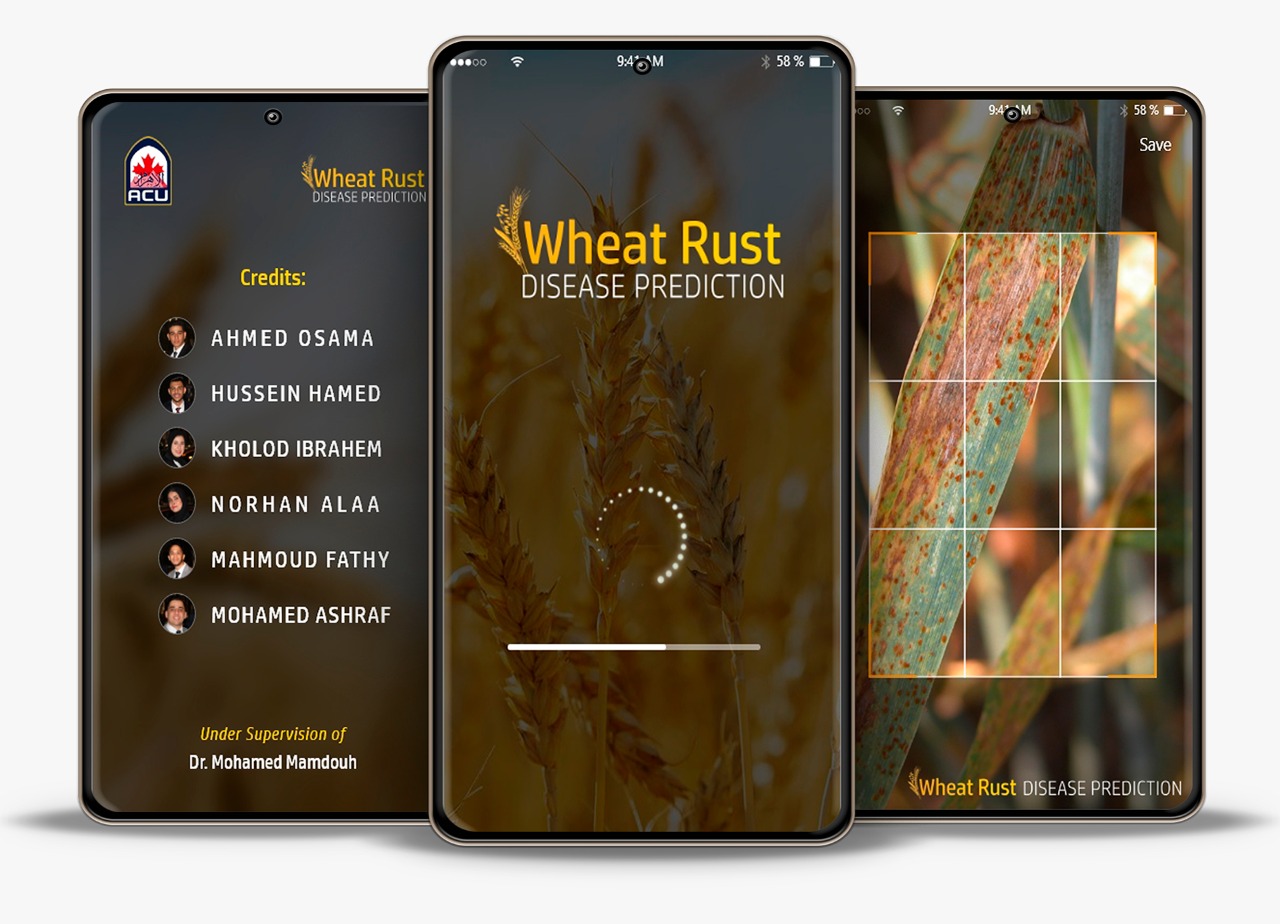 ACU
Wheat Rust
DISEASE PREDICTION
Credits:
AHMED OSAMA
HUSSEIN HAMED
KHOLOD IBRAHEM
NORHAN ALAA
MAHMOUD FATHY
MOHAMED ASHRAF
Under Supervision of
Dr. Mohamed Mamdouh
9:41 AM
58 %
Wheat Rust
DISEASE PREDICTION
9:41 AM
58 %
Save
Wheat Rust DISEASE PREDICTION